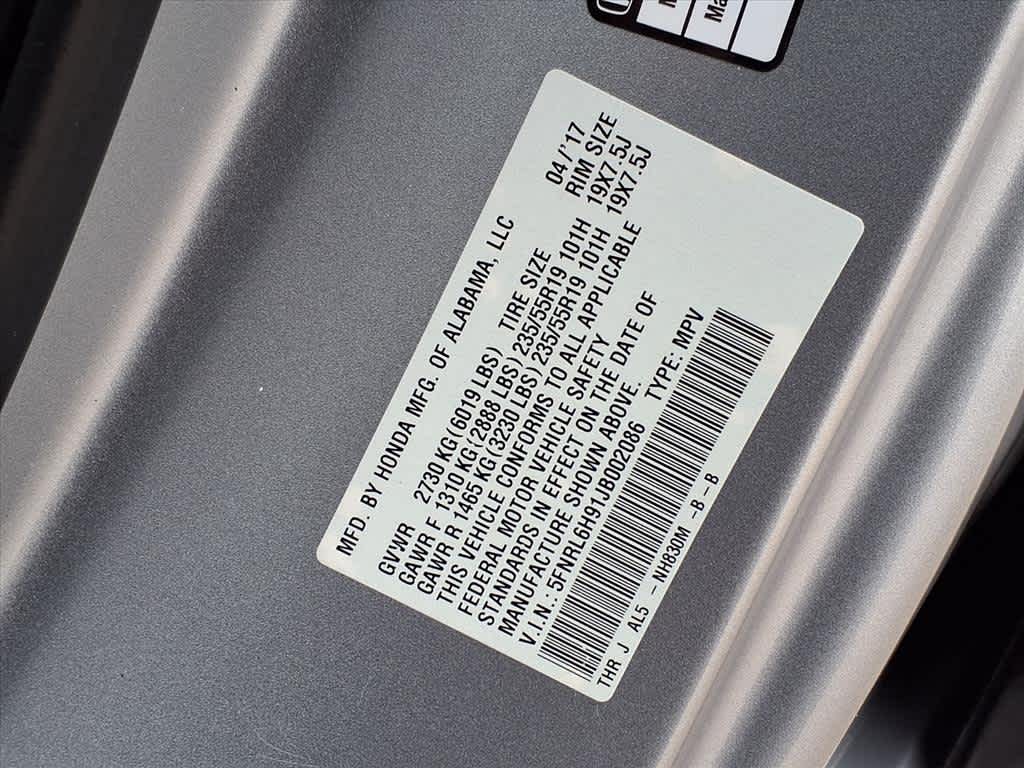 Ma
MFD. BY HONDA MFG. OF ALABAMA, LLC 04/'17
GVWR 2730 KG(6019 LBS) TIRE SIZE RIM SIZE
GAWR F 1310 KG(2888 LBS) 235/55R19 101H 19X7.5J
GAWR R 1465 KG(3230 LBS) 235/55R19 101H 19X7.5J
THIS VEHICLE CONFORMS TO ALL APPLICABLE
FEDERAL MOTOR VEHICLE SAFETY
STANDARDS IN EFFECT ON THE DATE OF
MANUFACTURE SHOWN ABOVE.
V.I.N.: 5FNRL6H91JB002086 TYPE: MPV
THR J AL5 - NH830M -B-B